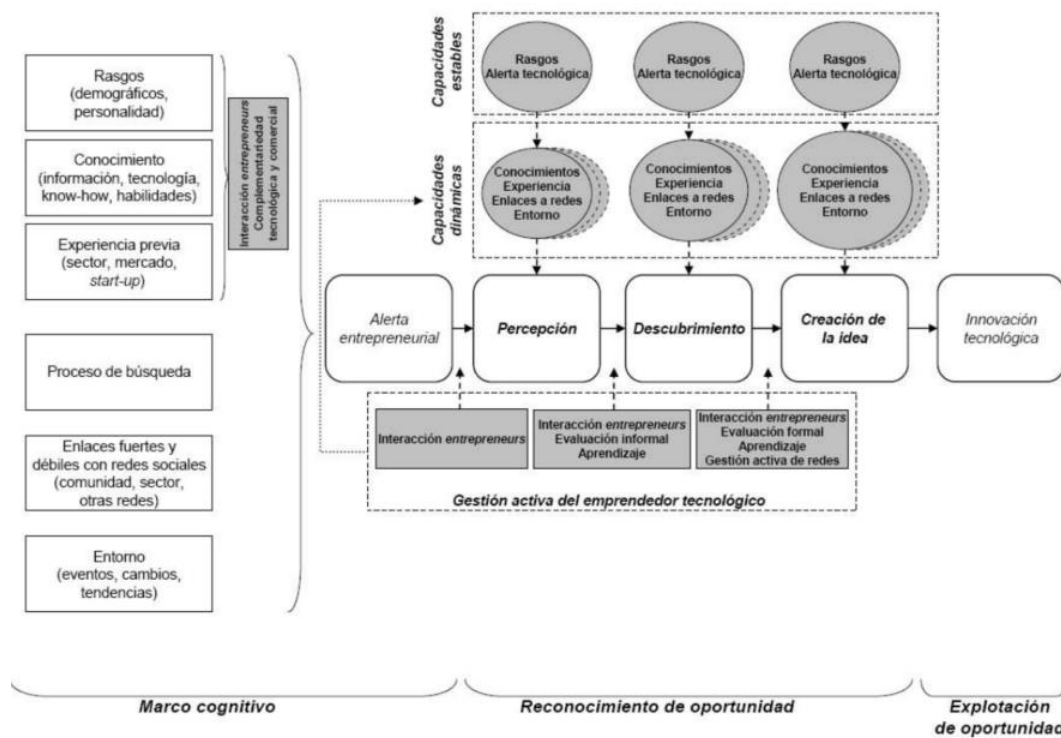 Rasgos
(demográficos,
personalidad)
Conocimiento
(información, tecnología,
know-how, habilidades)
Experiencia previa
(sector, mercado,
start-up)
Proceso de búsqueda
Enlaces fuertes y
débiles con redes sociales
(comunidad, sector,
otras redes)
Entorno
(eventos, cambios,
tendencias)
Interacción entrepreneurs
Complementariedad
tecnológica y comercial
Capacidades
estables
Rasgos
Alerta tecnológica
Rasgos
Alerta tecnológica
Rasgos
Alerta tecnológica
Capacidades
dinámicas
Conocimientos
Experiencia
Enlaces a redes
Entorno
Conocimientos
Experiencia
Enlaces a redes
Entorno
Conocimientos
Experiencia
Enlaces a redes
Entorno
Alerta
entrepreneurial
Percepción
Descubrimiento
Creación de
la idea
Innovación
tecnológica
Interacción entrepreneurs
Interacción entrepreneurs
Evaluación informal
Aprendizaje
Interacción entrepreneurs
Evaluación formal
Aprendizaje
Gestión activa de redes
Gestión activa del emprendedor tecnológico
Marco cognitivo
Reconocimiento de oportunidad
Explotación
de oportunidad